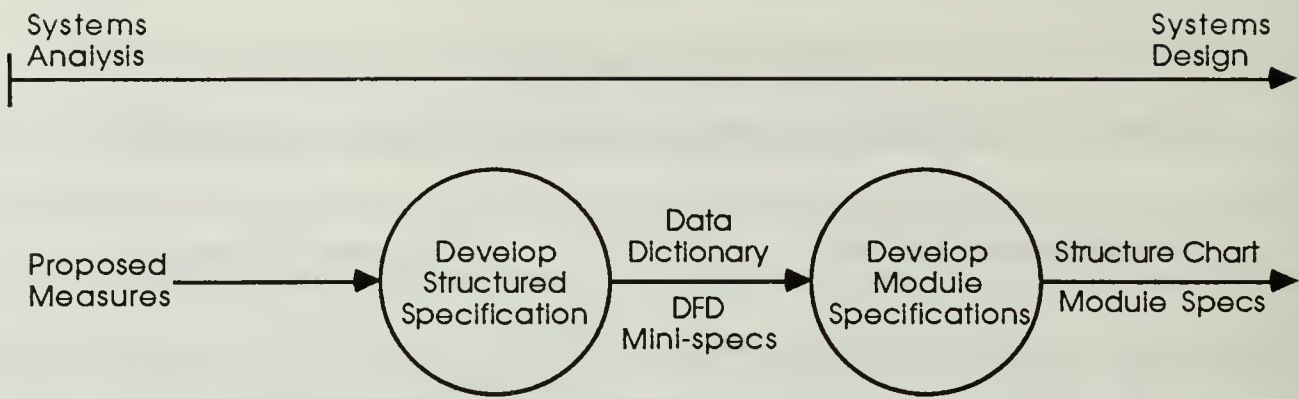 Systems
Analysis
Systems
Design
Proposed
Measures
Develop
Structured
Specification
Data
Dictionary
DFD
Mini-specs
Develop
Module
Specifications
Structure Chart
Module Specs